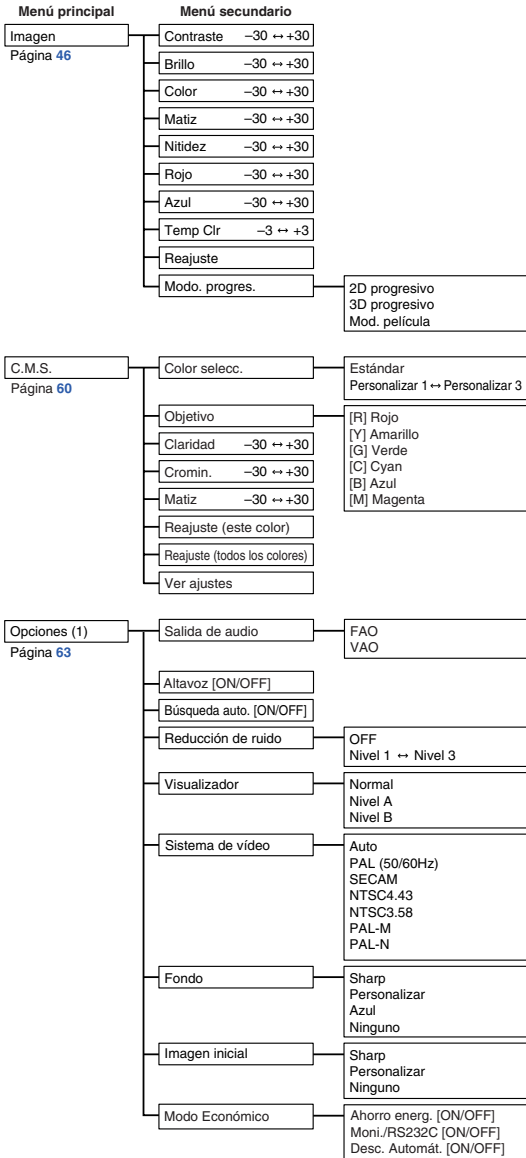 Menú principal Menú secundario
Imagen
Página 46
Contraste –30 ↔ +30
Brillo –30 ↔ +30
Color –30 ↔ +30
Matiz –30 ↔ +30
Nitidez –30 ↔ +30
Rojo –30 ↔ +30
Azul –30 ↔ +30
Temp Clr –3 ↔ +3
Reajuste
Modo. progres.
2D progresivo
3D progresivo
Mod. película
C.M.S.
Página 60
Color selecc.
Estándar
Personalizar 1 ↔ Personalizar 3
Objetivo
[R] Rojo
[Y] Amarillo
[G] Verde
[C] Cyan
[B] Azul
[M] Magenta
Claridad –30 ↔ +30
Cromin. –30 ↔ +30
Matiz –30 ↔ +30
Reajuste (este color)
Reajuste (todos los colores)
Ver ajustes
Opciones (1)
Página 63
Salida de audio
FAO
VAO
Altavoz [ON/OFF]
Búsqueda auto. [ON/OFF]
Reducción de ruido
OFF
Nivel 1 ↔ Nivel 3
Visualizador
Normal
Nivel A
Nivel B
Sistema de vídeo
Auto
PAL (50/60Hz)
SECAM
NTSC4.43
NTSC3.58
PAL-M
PAL-N
Fondo
Sharp
Personalizar
Azul
Ninguno
Imagen inicial
Sharp
Personalizar
Ninguno
Modo Económico
Ahorro energ. [ON/OFF]
Moni./RS232C [ON/OFF]
Desc. Automát. [ON/OFF]